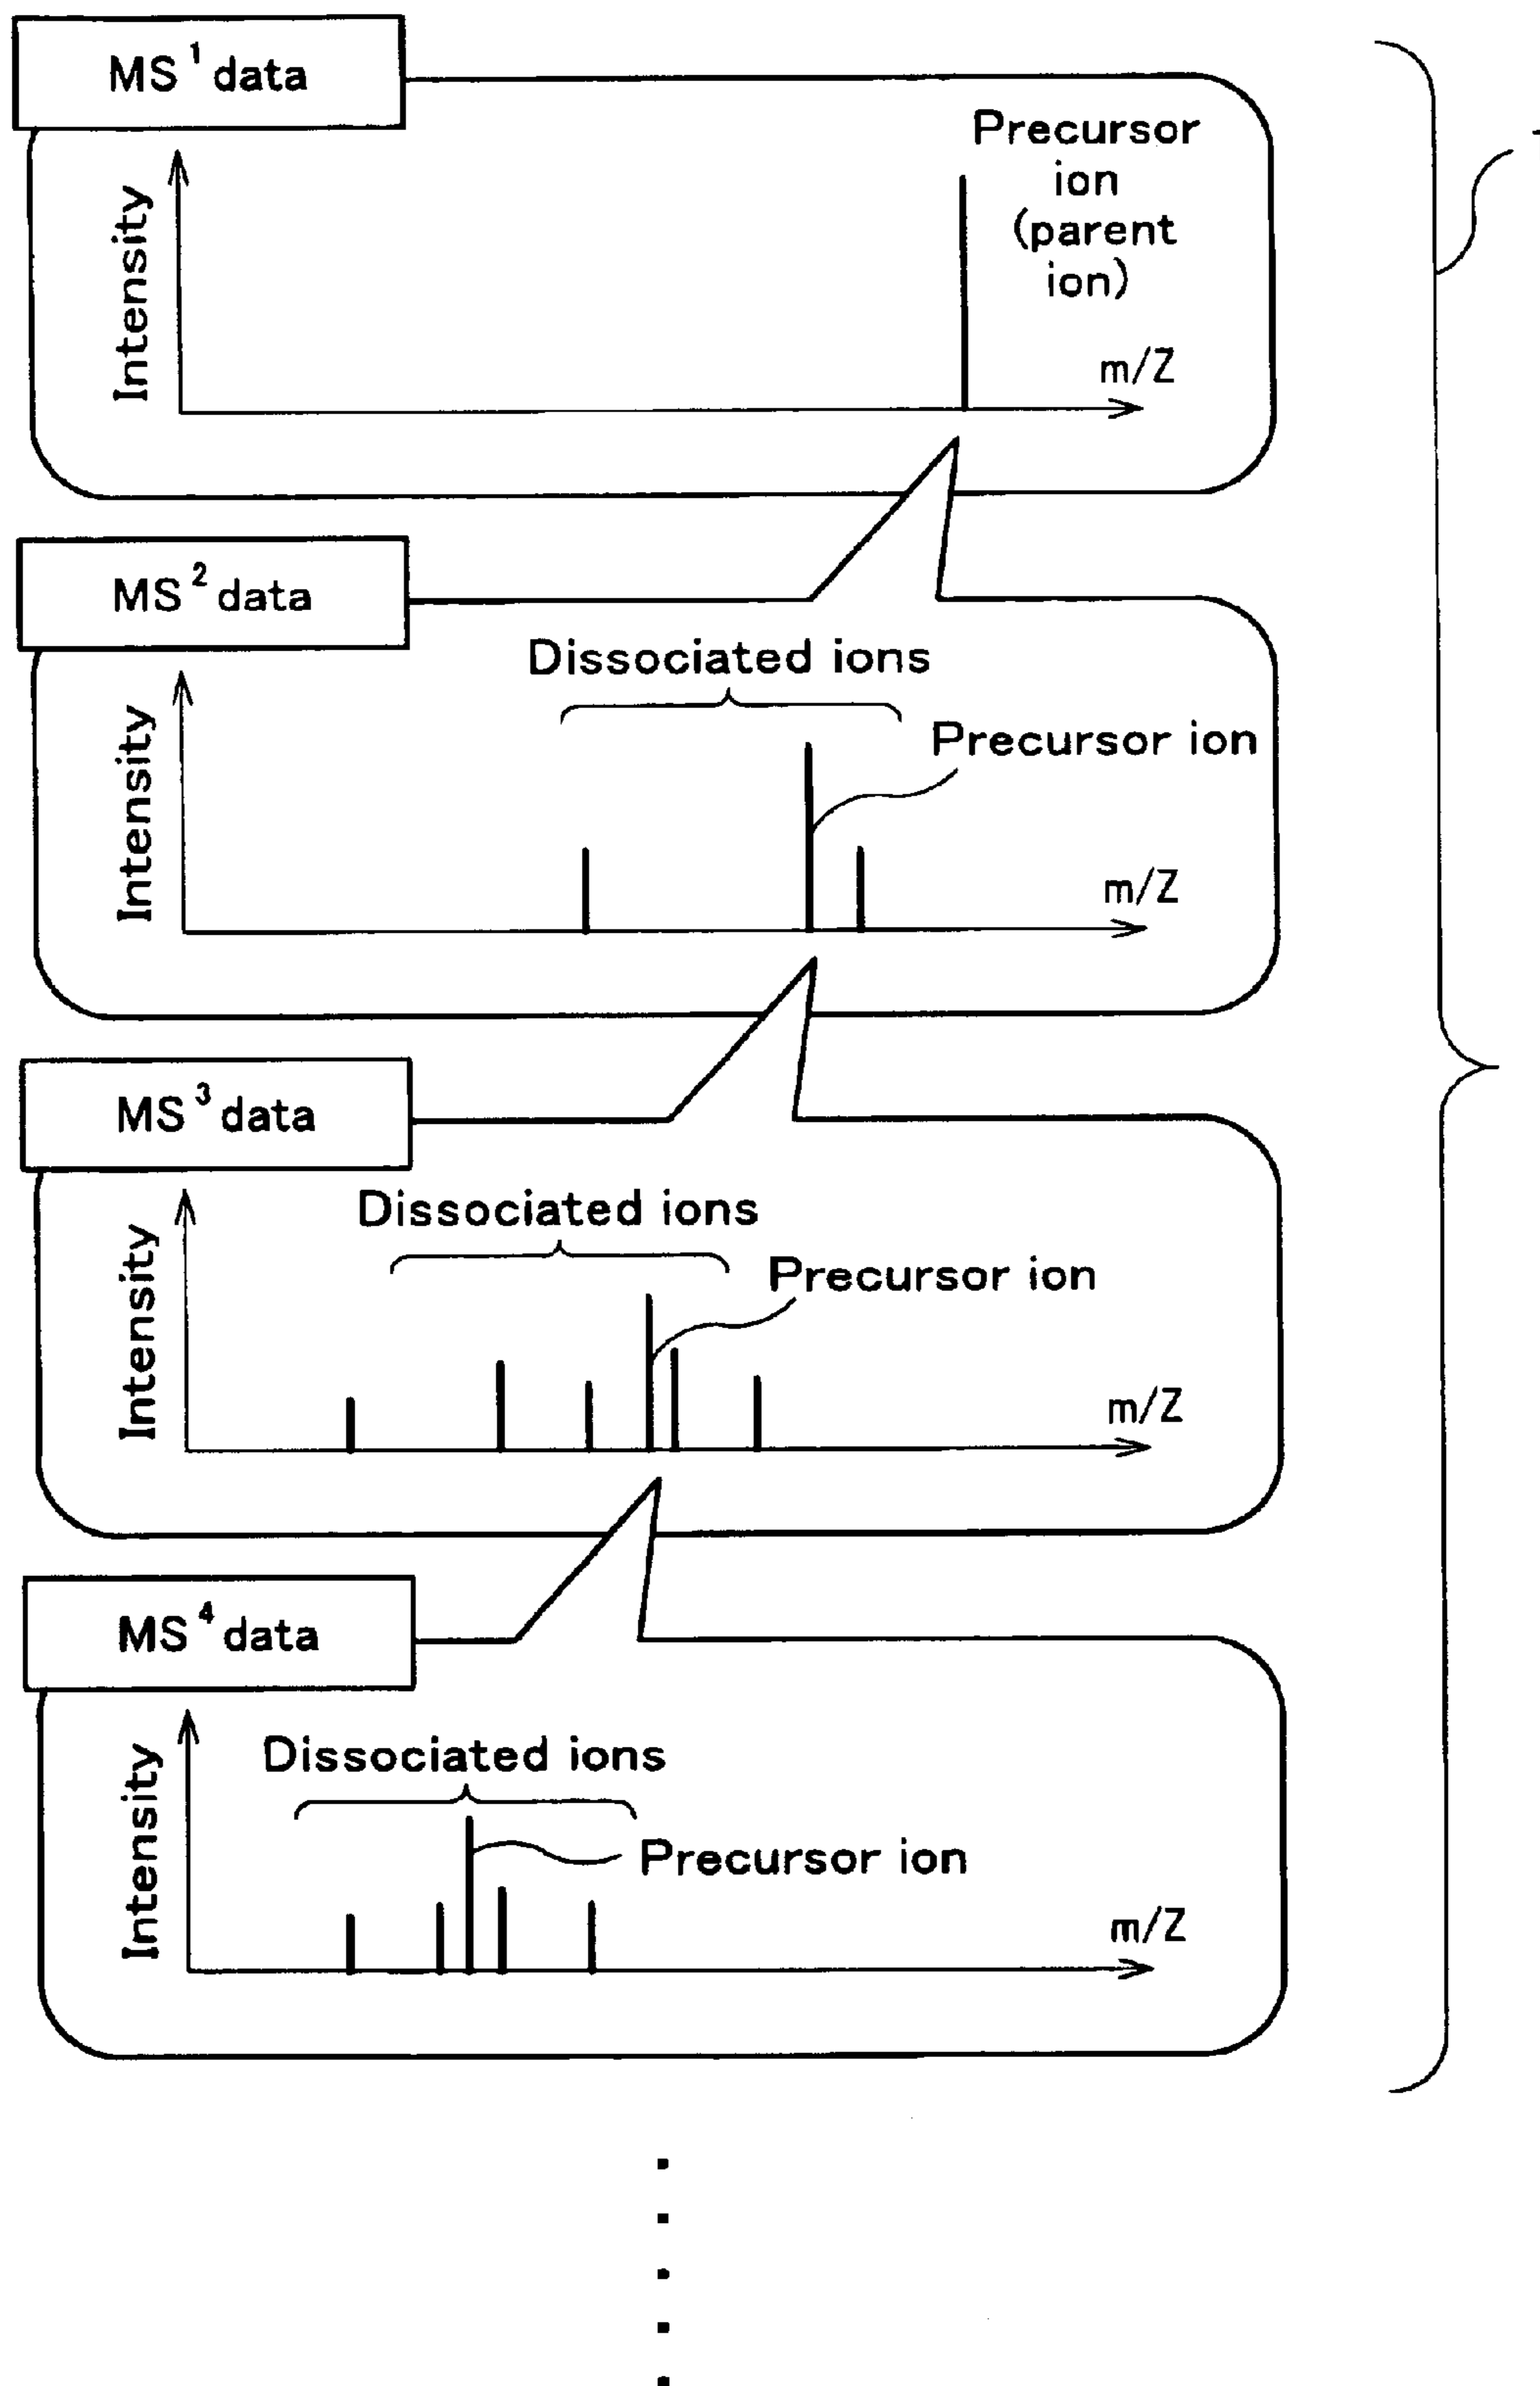 MS¹ data
Precursor
ion
(parent
ion)
Intensity
m/Z
MS² data
Dissociated ions
Precursor ion
Intensity
m/Z
MS³ data
Dissociated ions
Precursor ion
Intensity
m/Z
MS⁴ data
Dissociated ions
Precursor ion
Intensity
m/Z